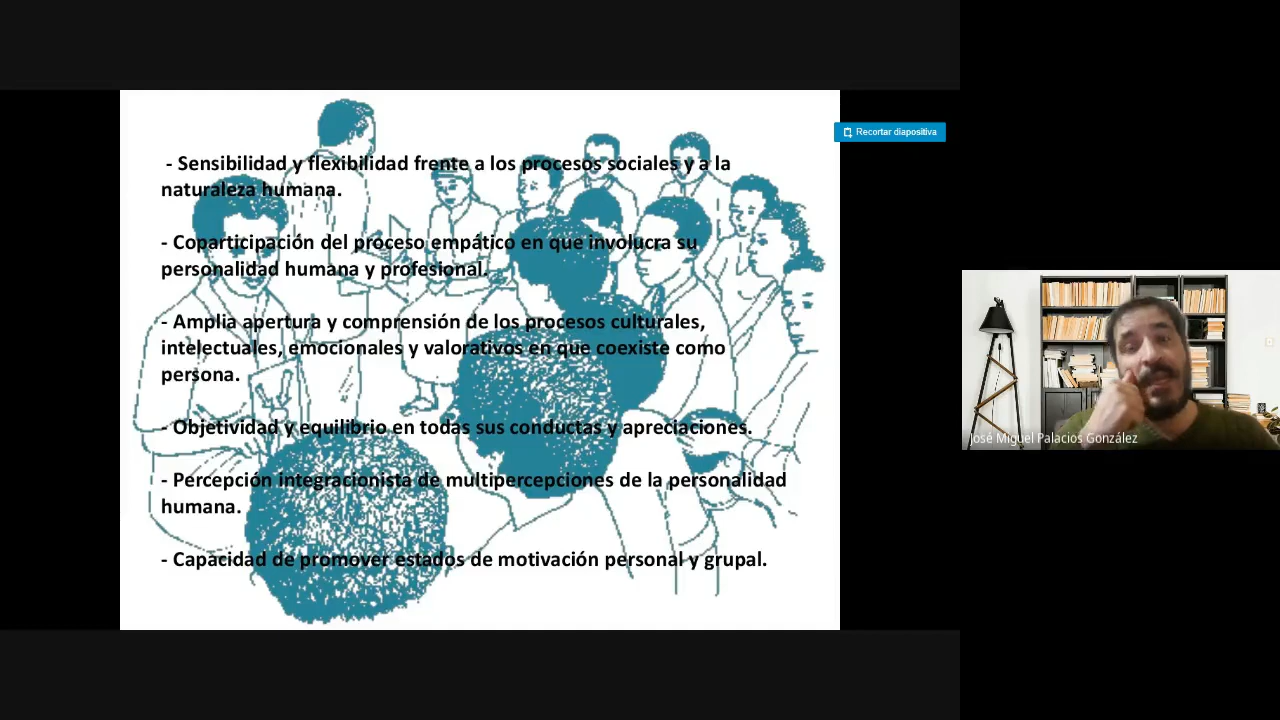 - Sensibilidad y flexibilidad frente a los procesos sociales y a la
naturaleza humana.
- Coparticipación del proceso empático en que involucra su
personalidad humana y profesional.
- Amplia apertura y comprensión de los procesos culturales,
intelectuales, emocionales y valorativos en que coexiste como
persona.
- Objetividad y equilibrio en todas sus conductas y apreciaciones.
- Percepción integracionista de multipercepciones de la personalidad
humana.
- Capacidad de promover estados de motivación personal y grupal.
Recortar diapositiva
José Miguel Palacios González